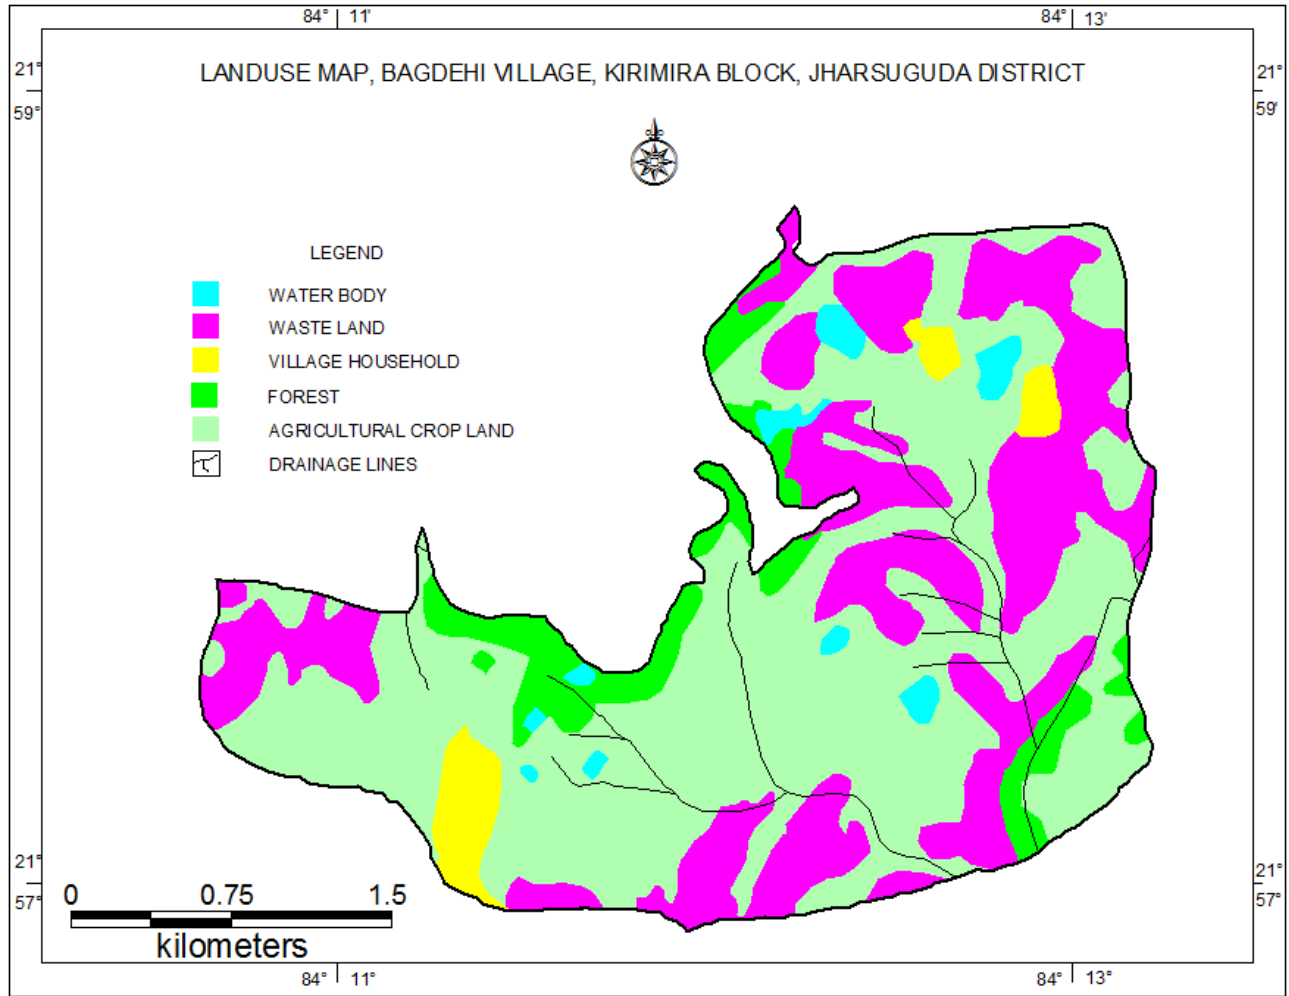 84° 11' 84° 13'
21° 21°
59° 59'
LANDUSE MAP, BAGDEHI VILLAGE, KIRIMIRA BLOCK, JHARSUGUDA DISTRICT
LEGEND
WATER BODY
WASTE LAND
VILLAGE HOUSEHOLD
FOREST
AGRICULTURAL CROP LAND
DRAINAGE LINES
21° 21°
57° 57°
0 0.75 1.5
kilometers
84° 11° 84° 13°